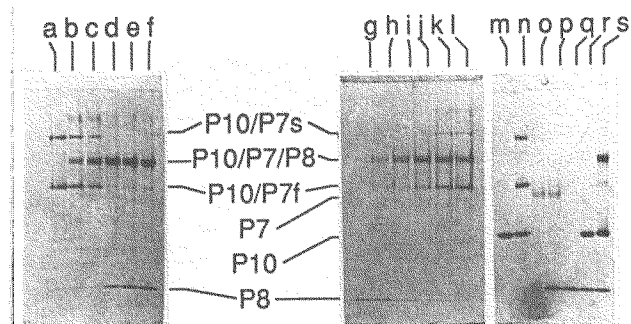 a b c d e f
g h i j k l
m n o p q r s
P10/P7s
P10/P7/P8
P10/P7f
P7
P10
P8